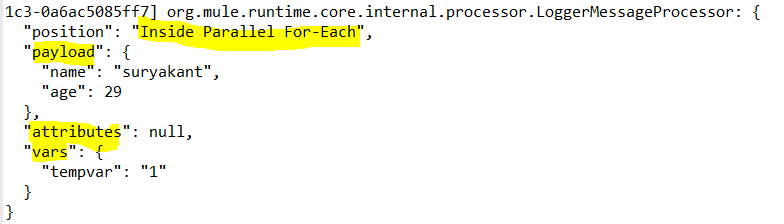 1c3-0a6ac5085ff7] org.mule.runtime.core.internal.processor.LoggerMessageProcessor: {
  "position": "Inside Parallel For-Each",
  "payload": {
    "name": "suryakant",
    "age": 29
  },
  "attributes": null,
  "vars": {
    "tempvar": "1"
  }
}